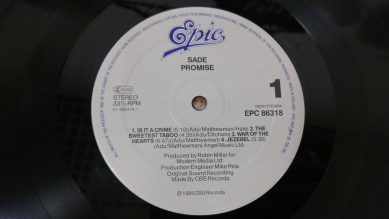 Epic
SADE
PROMISE
STEREO
33⅓RPM
1
EPC 86318
1. IS IT A CRIME (6:19)(Adu/Matthewman/Hale) 2. THE
SWEETEST TABOO (4:35)(Adu/Ditcham) 3. WAR OF THE
HEARTS (6:47)(Adu/Matthewman) 4. JEZEBEL (5:30)
(Adu/Matthewman) Angel Music Ltd.
Produced by Robin Millar for
Modern Media Ltd.
Production Engineer Mike Pela
Original Sound Recording
Made by CBS Records
℗ 1985 CBS Records